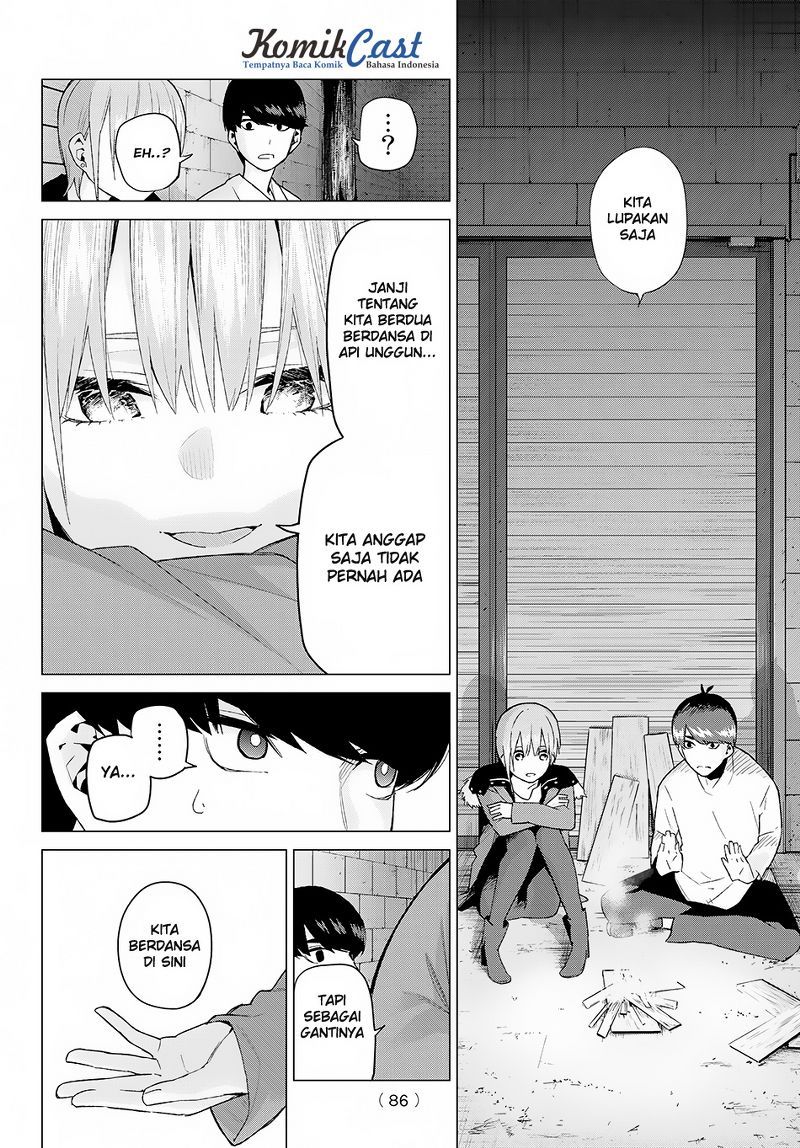 KomikCast
Tempatnya Baca Komik Bahasa Indonesia
KITA
LUPAKAN
SAJA
...?
EH..?
JANJI
TENTANG
KITA BERDUA
BERDANSA DI
API UNGGUN...
KITA ANGGAP
SAJA TIDAK
PERNAH ADA
....
YA...
TAPI
SEBAGAI
GANTINYA
KITA
BERDANSA
DI SINI
( 86 )